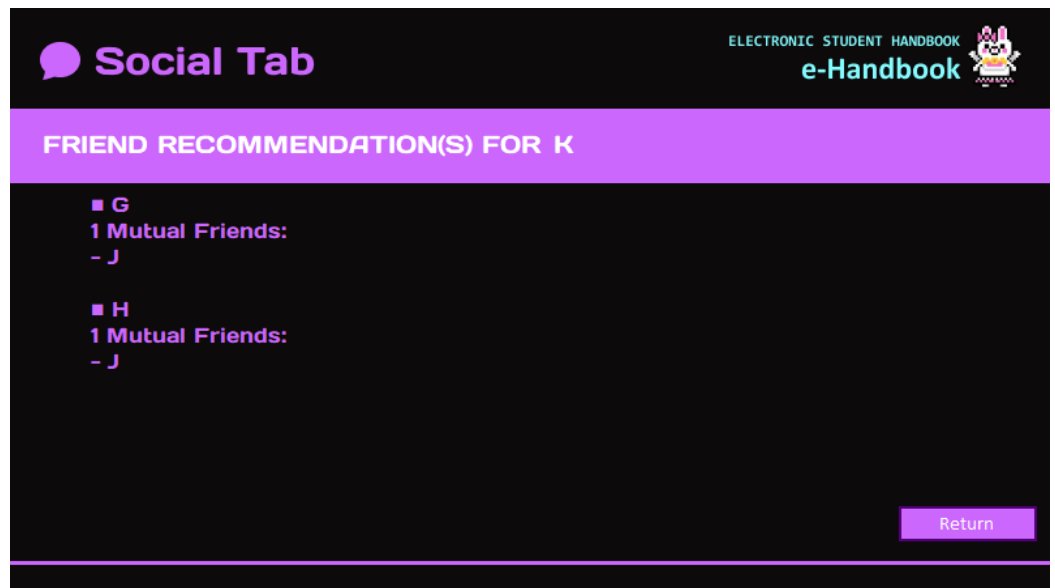 Social Tab
ELECTRONIC STUDENT HANDBOOK
e-Handbook
FRIEND RECOMMENDATION(S) FOR K
■ G
1 Mutual Friends:
- J
■ H
1 Mutual Friends:
- J
Return